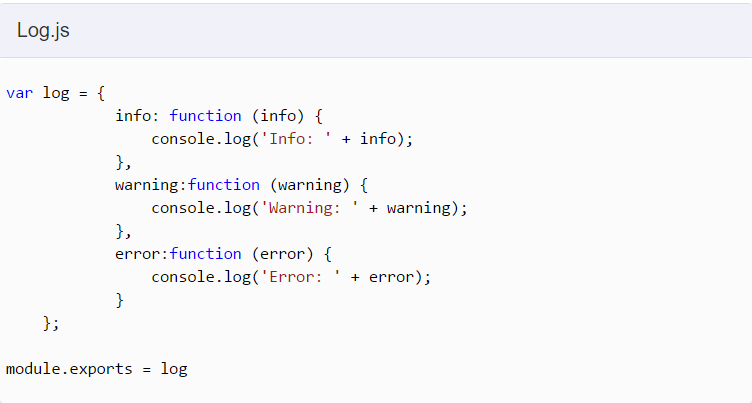 Log.js
var log = {
            info: function (info) {
                console.log('Info: ' + info);
            },
            warning:function (warning) {
                console.log('Warning: ' + warning);
            },
            error:function (error) {
                console.log('Error: ' + error);
            }
    };
module.exports = log